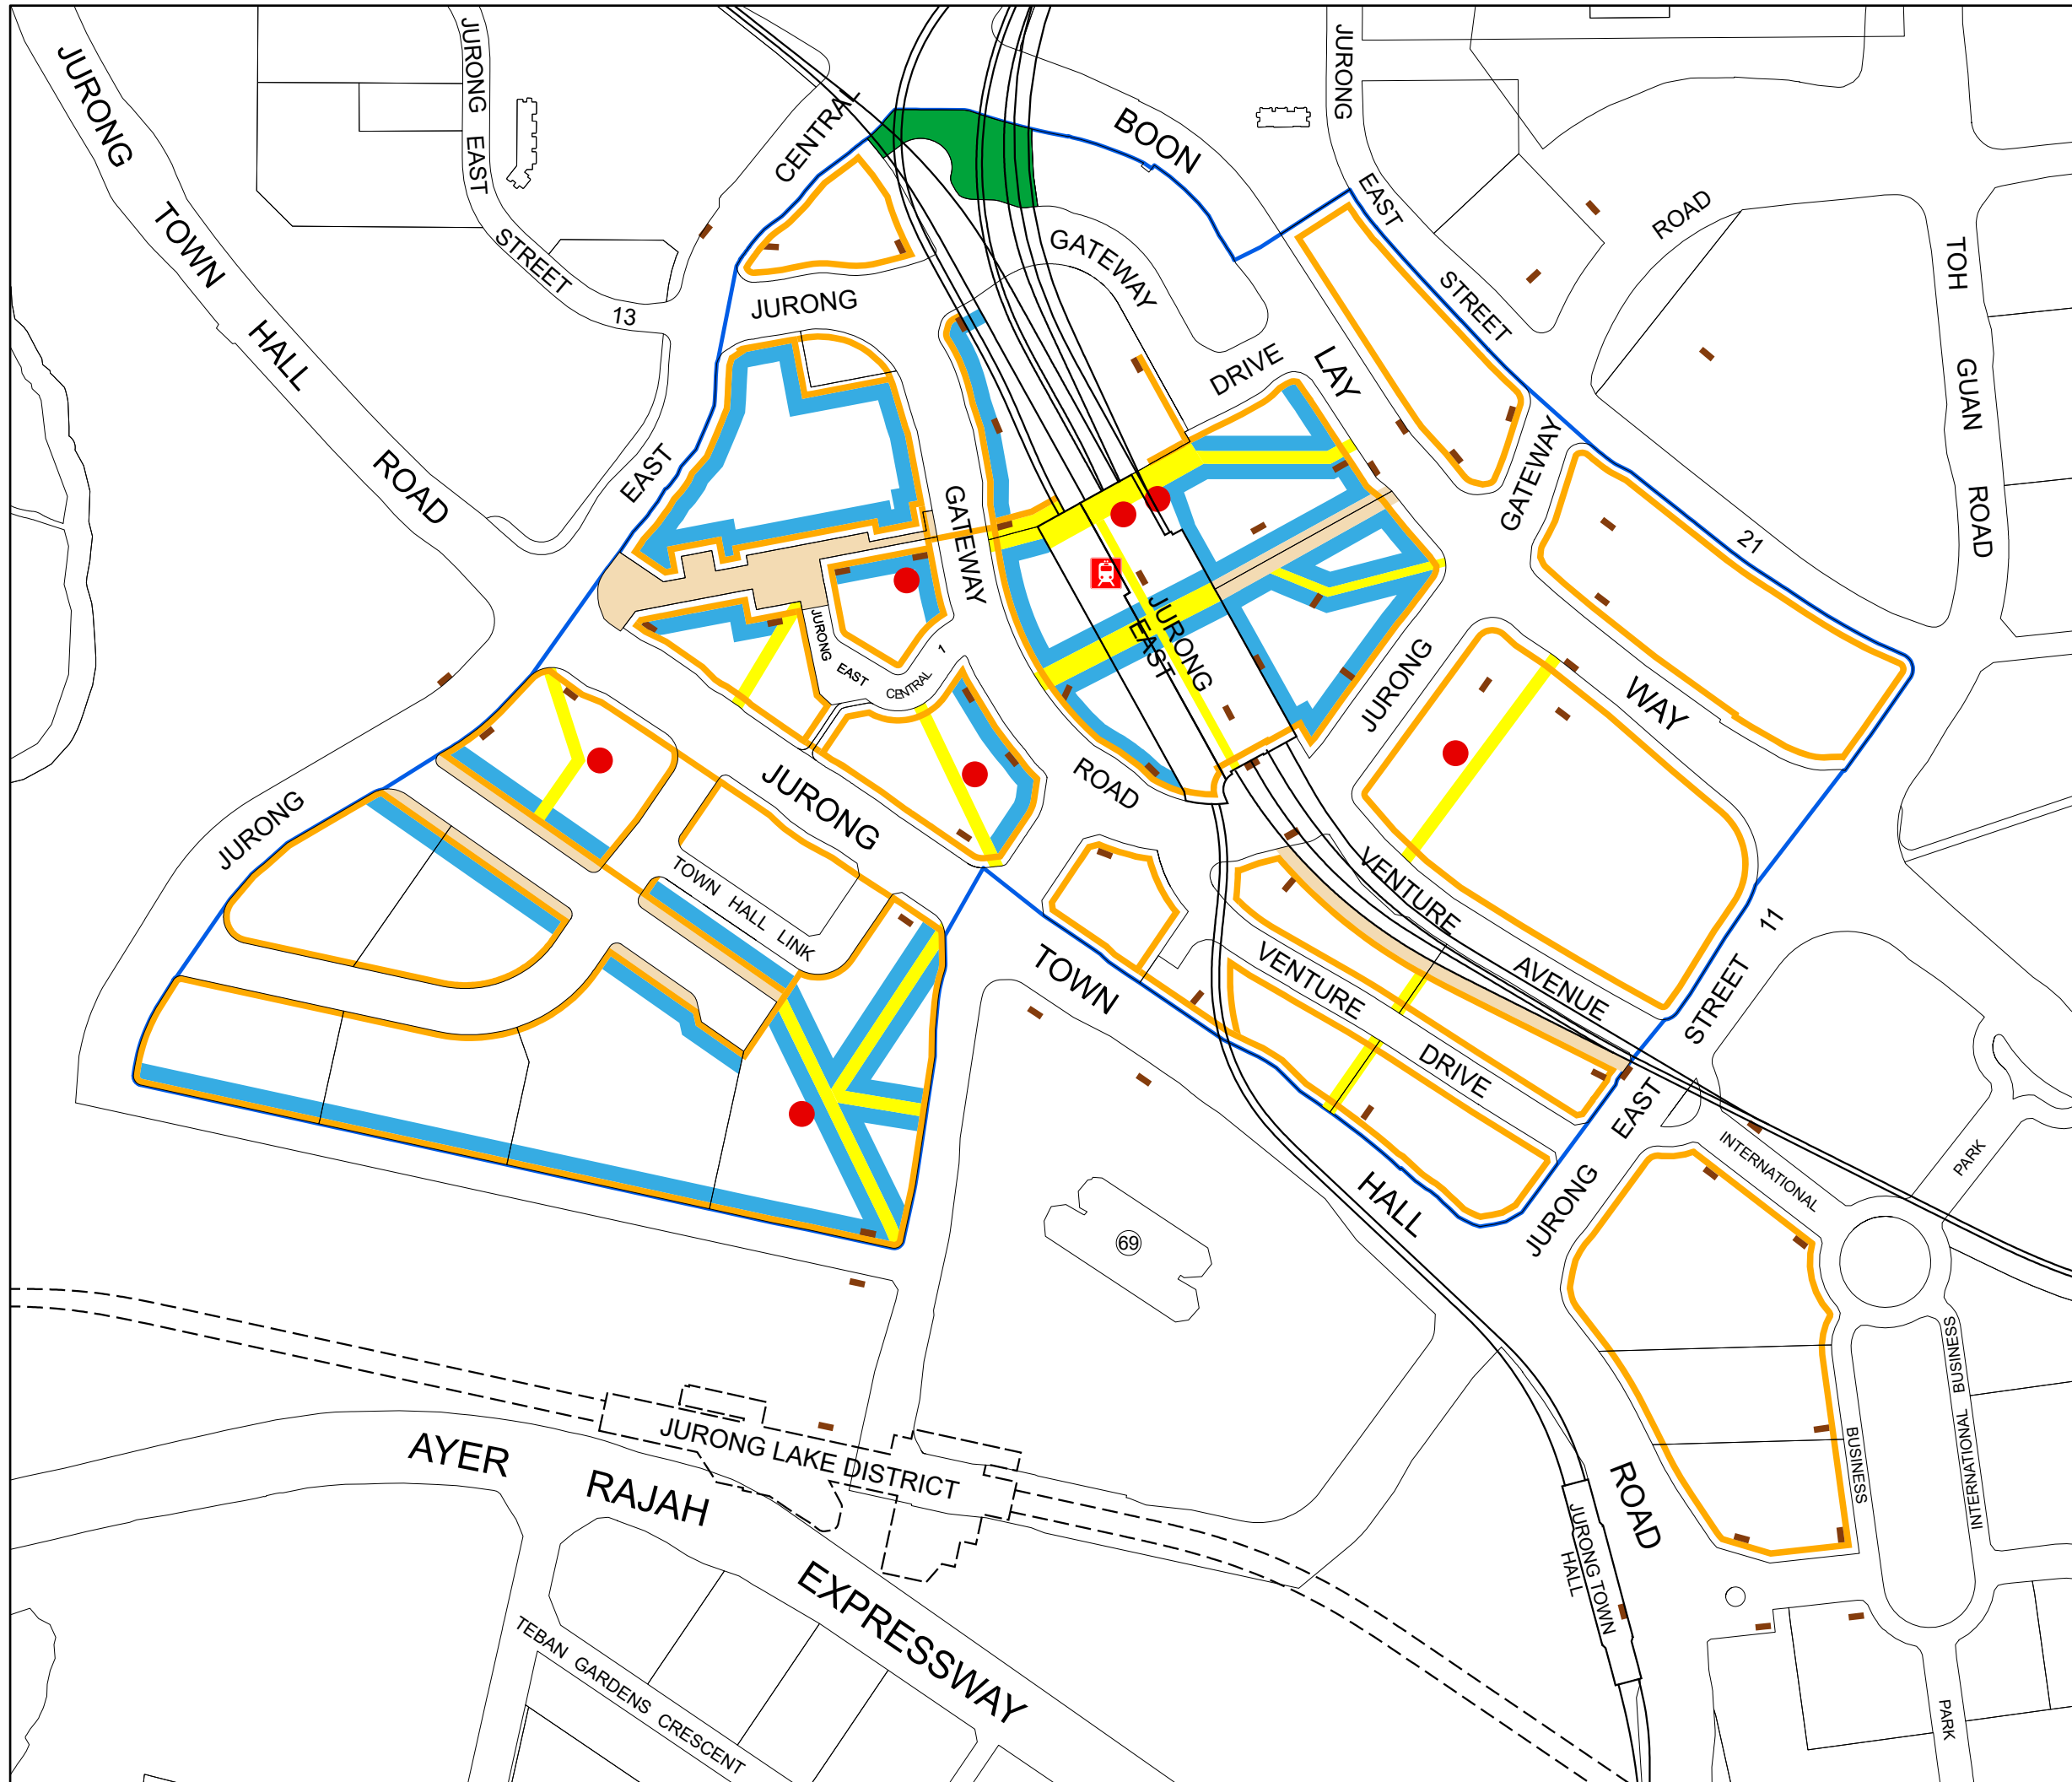 JURONG
TOWN
HALL
ROAD
JURONG
EAST
STREET
13
CENTRAL
JURONG
EAST
BOON
LAY
WAY
GATEWAY
DRIVE
JURONG
EAST
STREET
21
ROAD
TOH
GUAN
ROAD
GATEWAY
JURONG
EAST
CENTRAL
1
GATEWAY
ROAD
JURONG
EAST
JURONG
EAST
STREET
11
JURONG
TOWN
HALL
ROAD
JURONG
TOWN HALL LINK
VENTURE
AVENUE
VENTURE
DRIVE
JURONG
INTERNATIONAL
BUSINESS
PARK
INTERNATIONAL BUSINESS
PARK
69
JURONG LAKE DISTRICT
AYER
RAJAH
EXPRESSWAY
TEBAN GARDENS CRESCENT
JURONG TOWN
HALL